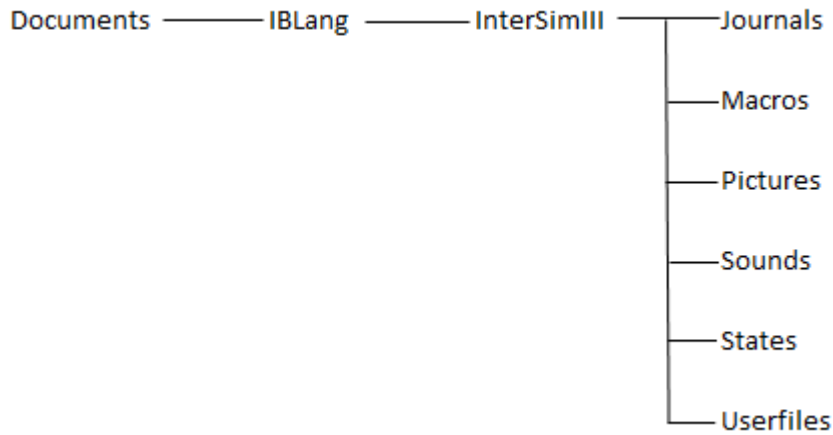 Documents IBLang InterSimIII Journals
Macros
Pictures
Sounds
States
Userfiles